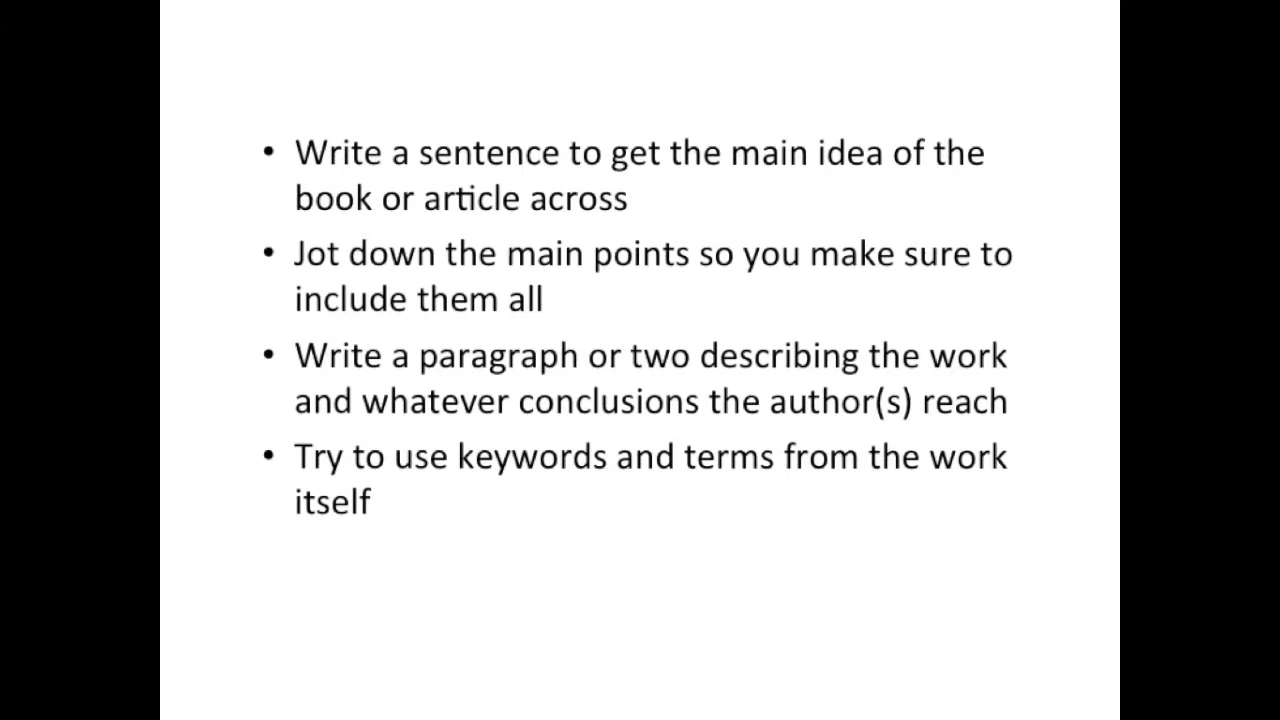 • Write a sentence to get the main idea of the
book or article across
• Jot down the main points so you make sure to
include them all
• Write a paragraph or two describing the work
and whatever conclusions the author(s) reach
• Try to use keywords and terms from the work
itself